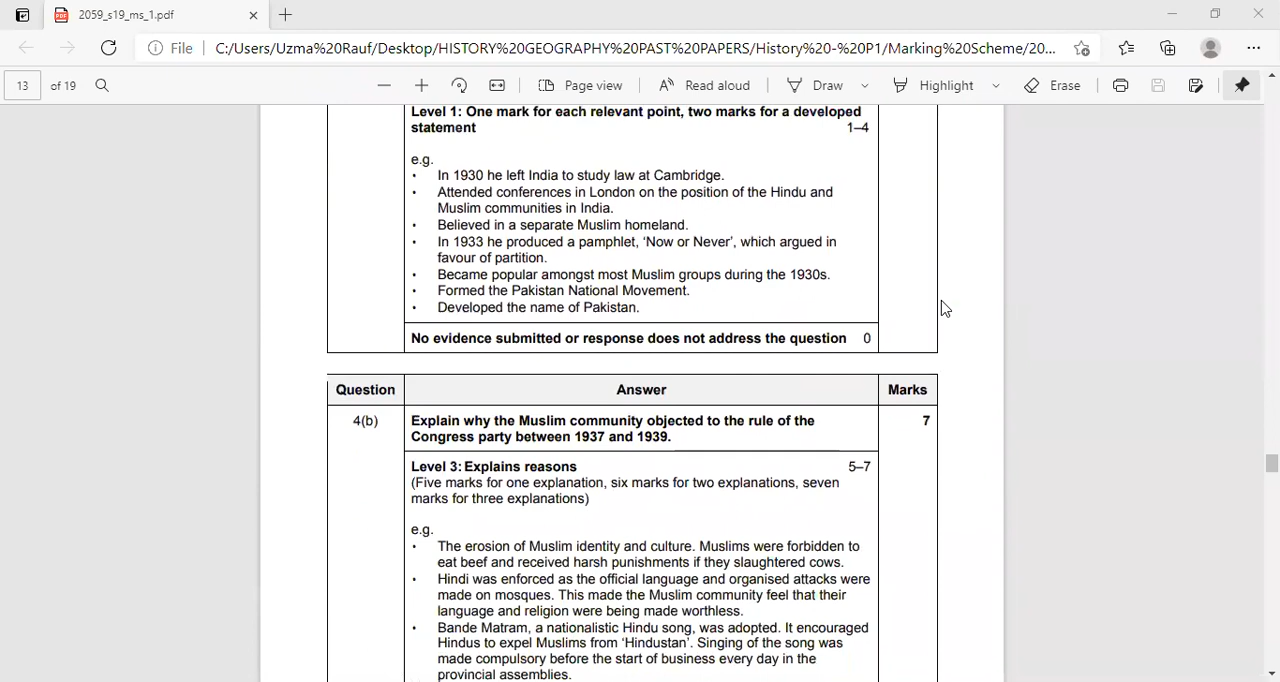 2059_s19_ms_1.pdf
File C:/Users/Uzma%20Rauf/Desktop/HISTORY%20GEOGRAPHY%20PAST%20PAPERS/History%20-%20P1/Marking%20Scheme/20...
13 of 19 Page view Read aloud Draw Highlight Erase
Level 1: One mark for each relevant point, two marks for a developed
statement 1–4
e.g.
• In 1930 he left India to study law at Cambridge.
• Attended conferences in London on the position of the Hindu and
Muslim communities in India.
• Believed in a separate Muslim homeland.
• In 1933 he produced a pamphlet, ‘Now or Never’, which argued in
favour of partition.
• Became popular amongst most Muslim groups during the 1930s.
• Formed the Pakistan National Movement.
• Developed the name of Pakistan.
No evidence submitted or response does not address the question 0
Question Answer Marks
4(b) Explain why the Muslim community objected to the rule of the 7
Congress party between 1937 and 1939.
Level 3: Explains reasons 5–7
(Five marks for one explanation, six marks for two explanations, seven
marks for three explanations)
e.g.
• The erosion of Muslim identity and culture. Muslims were forbidden to
eat beef and received harsh punishments if they slaughtered cows.
• Hindi was enforced as the official language and organised attacks were
made on mosques. This made the Muslim community feel that their
language and religion were being made worthless.
• Bande Matram, a nationalistic Hindu song, was adopted. It encouraged
Hindus to expel Muslims from ‘Hindustan’. Singing of the song was
made compulsory before the start of business every day in the
provincial assemblies.